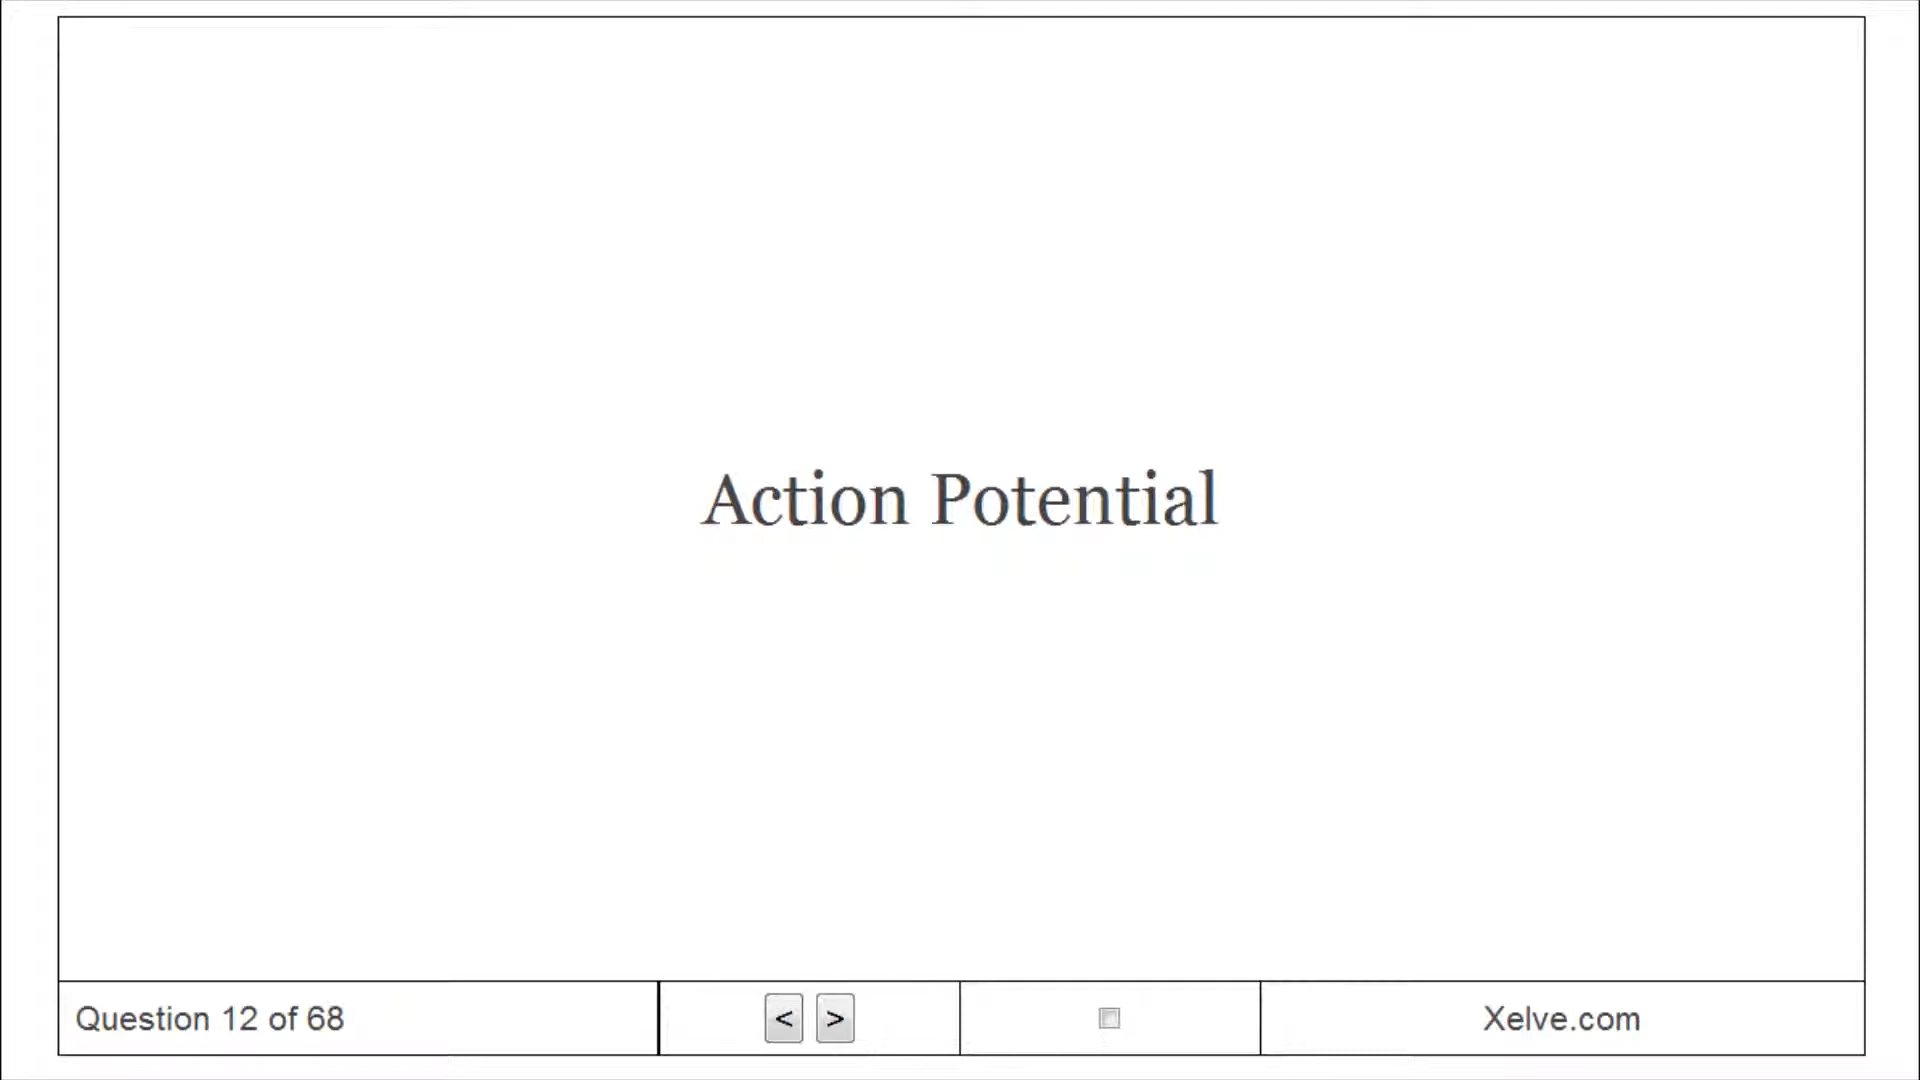 Action Potential
Question 12 of 68
< >
Xelve.com